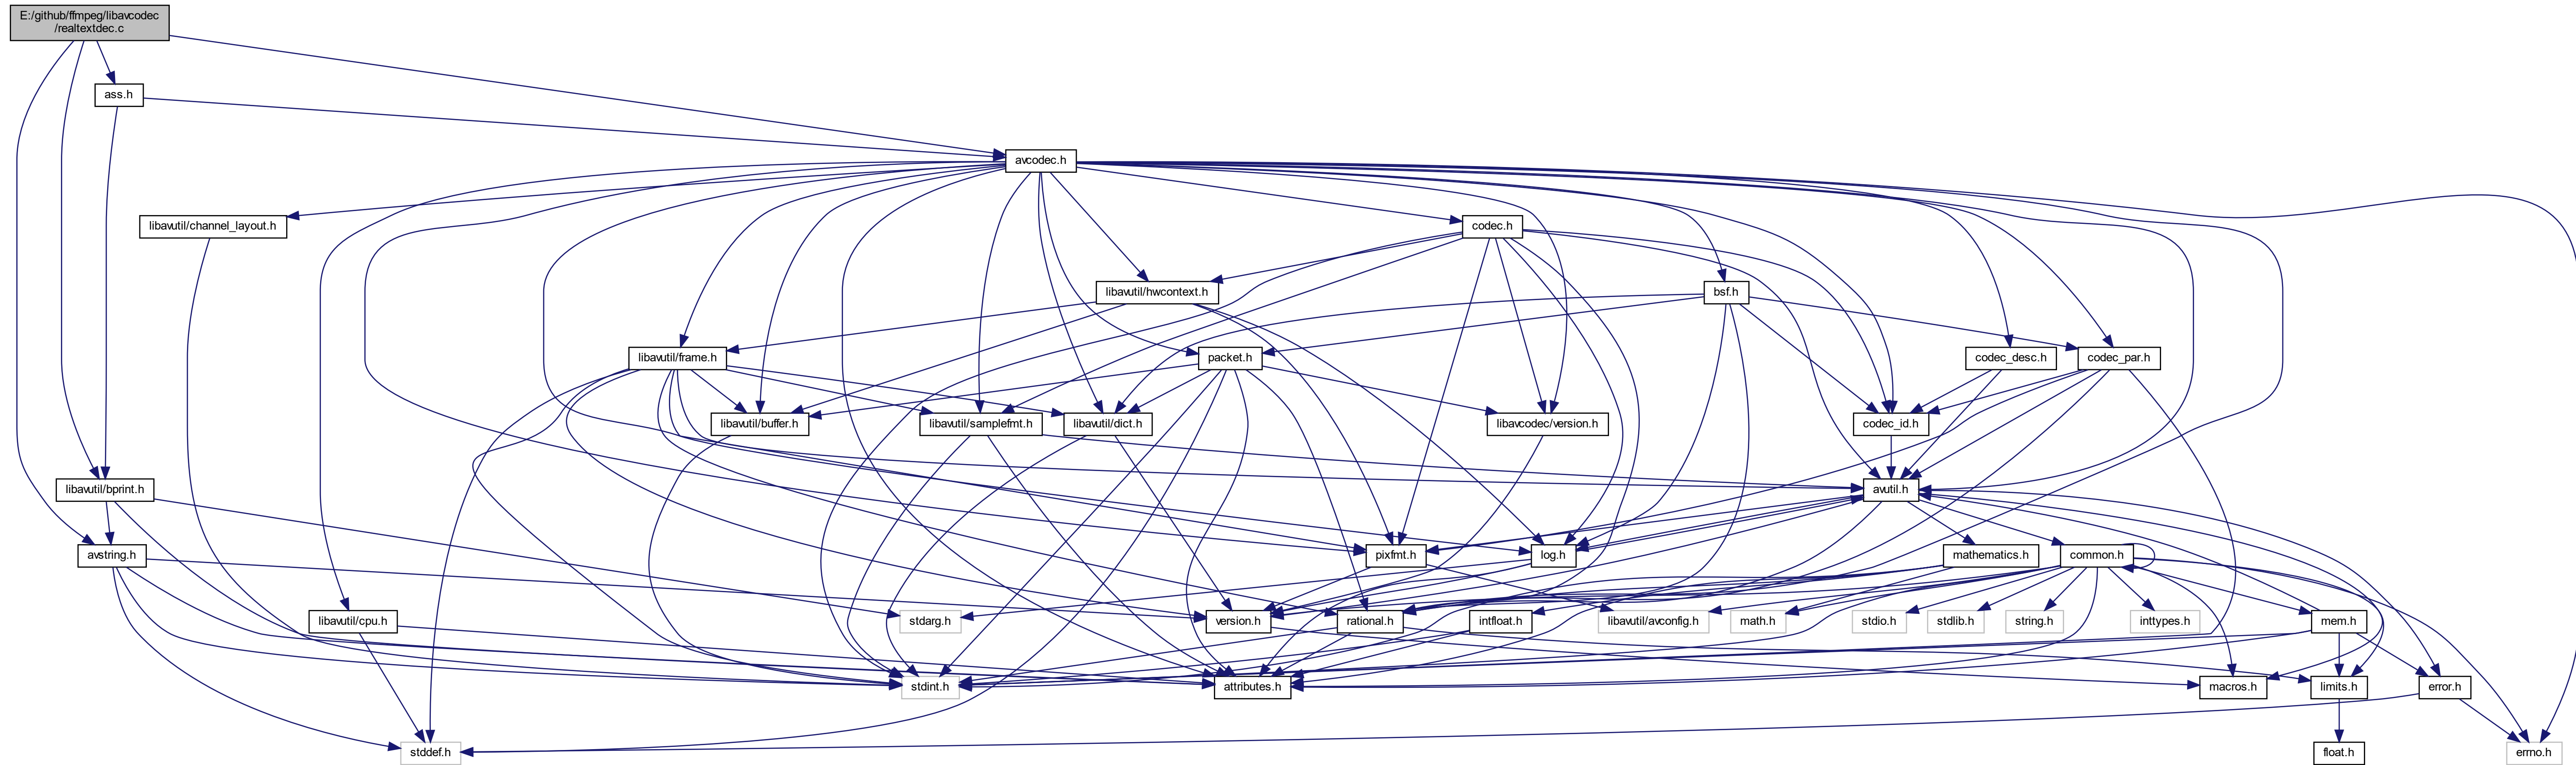 E:/github/ffmpeg/libavcodec
/realtextdec.c
ass.h
avcodec.h
libavutil/channel_layout.h
codec.h
libavutil/hwcontext.h
bsf.h
libavutil/frame.h
packet.h
codec_desc.h
codec_par.h
libavutil/buffer.h
libavutil/samplefmt.h
libavutil/dict.h
libavcodec/version.h
codec_id.h
libavutil/bprint.h
avutil.h
avstring.h
pixfmt.h
log.h
mathematics.h
common.h
libavutil/cpu.h
stdarg.h
version.h
rational.h
intfloat.h
libavutil/avconfig.h
math.h
stdio.h
stdlib.h
string.h
inttypes.h
mem.h
stdint.h
attributes.h
macros.h
limits.h
error.h
stddef.h
float.h
errno.h